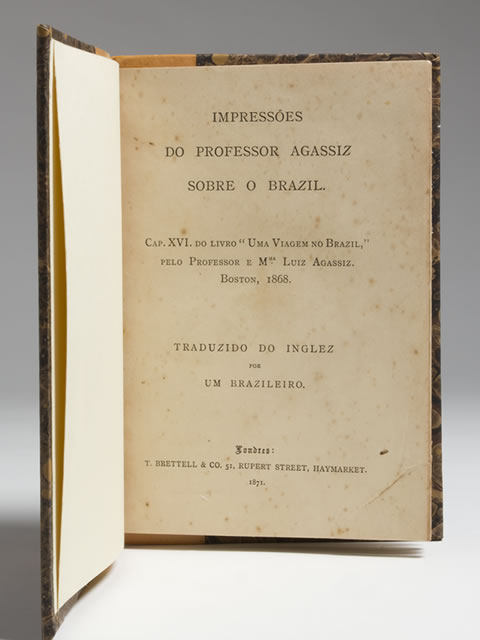 IMPRESSÕES
DO PROFESSOR AGASSIZ
SOBRE O BRAZIL.
CAP. XVI. DO LIVRO "UMA VIAGEM NO BRAZIL,"
PELO PROFESSOR E Mᴹᴬ LUIZ AGASSIZ.
BOSTON, 1868.
TRADUZIDO DO INGLEZ
POR
UM BRAZILEIRO.
Londres:
T. BRETTELL & CO. 51, RUPERT STREET, HAYMARKET.
1871.